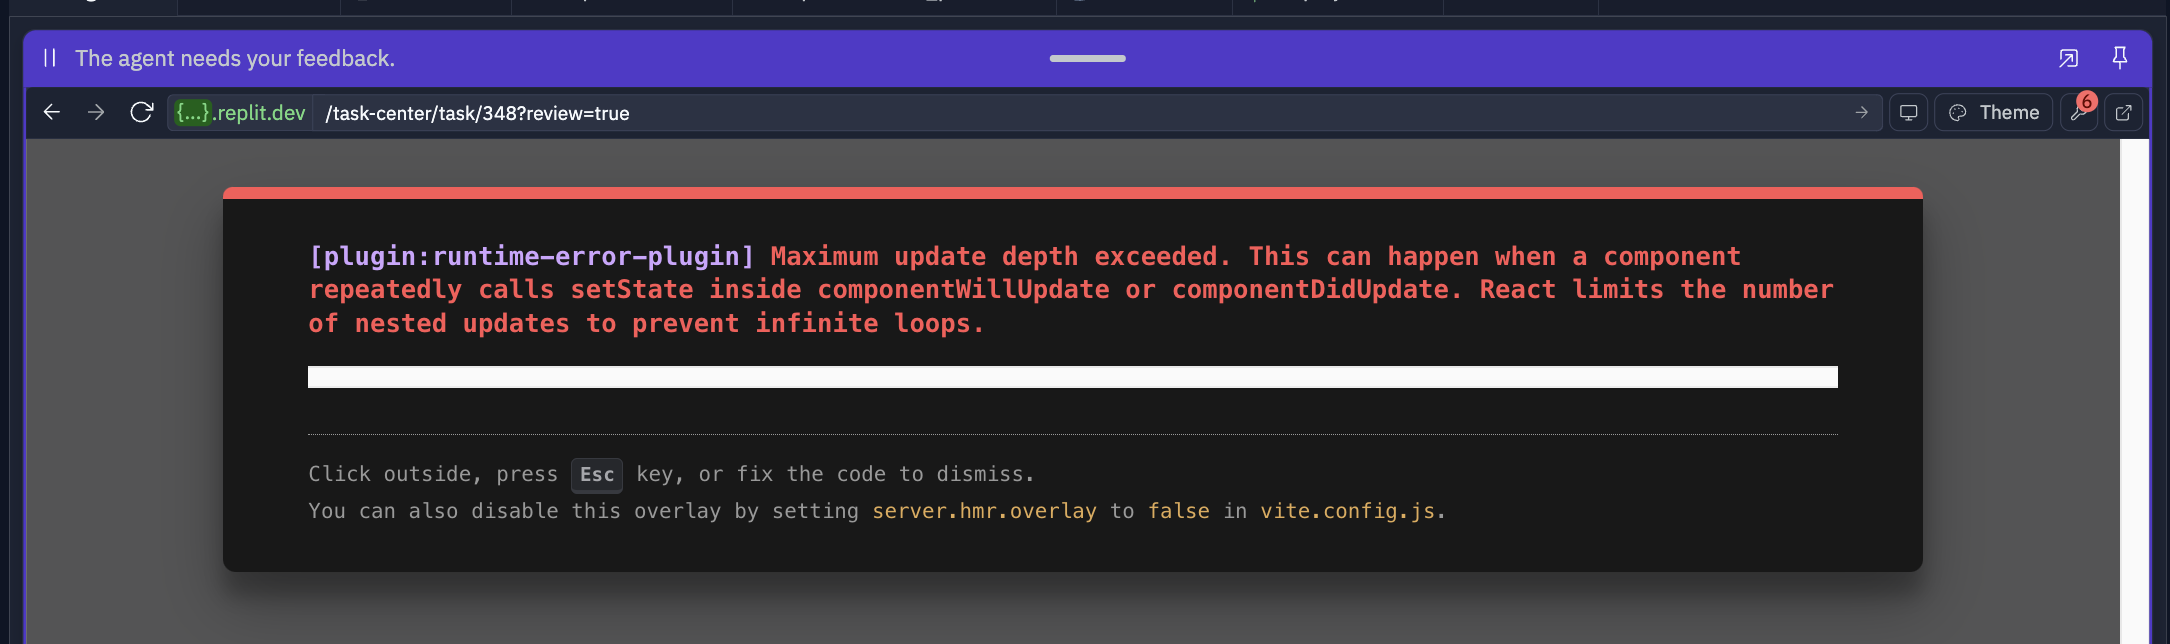 The agent needs your feedback.
{...}.replit.dev /task-center/task/348?review=true Theme 6
[plugin:runtime-error-plugin] Maximum update depth exceeded. This can happen when a component
repeatedly calls setState inside componentWillUpdate or componentDidUpdate. React limits the number
of nested updates to prevent infinite loops.
Click outside, press Esc key, or fix the code to dismiss.
You can also disable this overlay by setting server.hmr.overlay to false in vite.config.js.